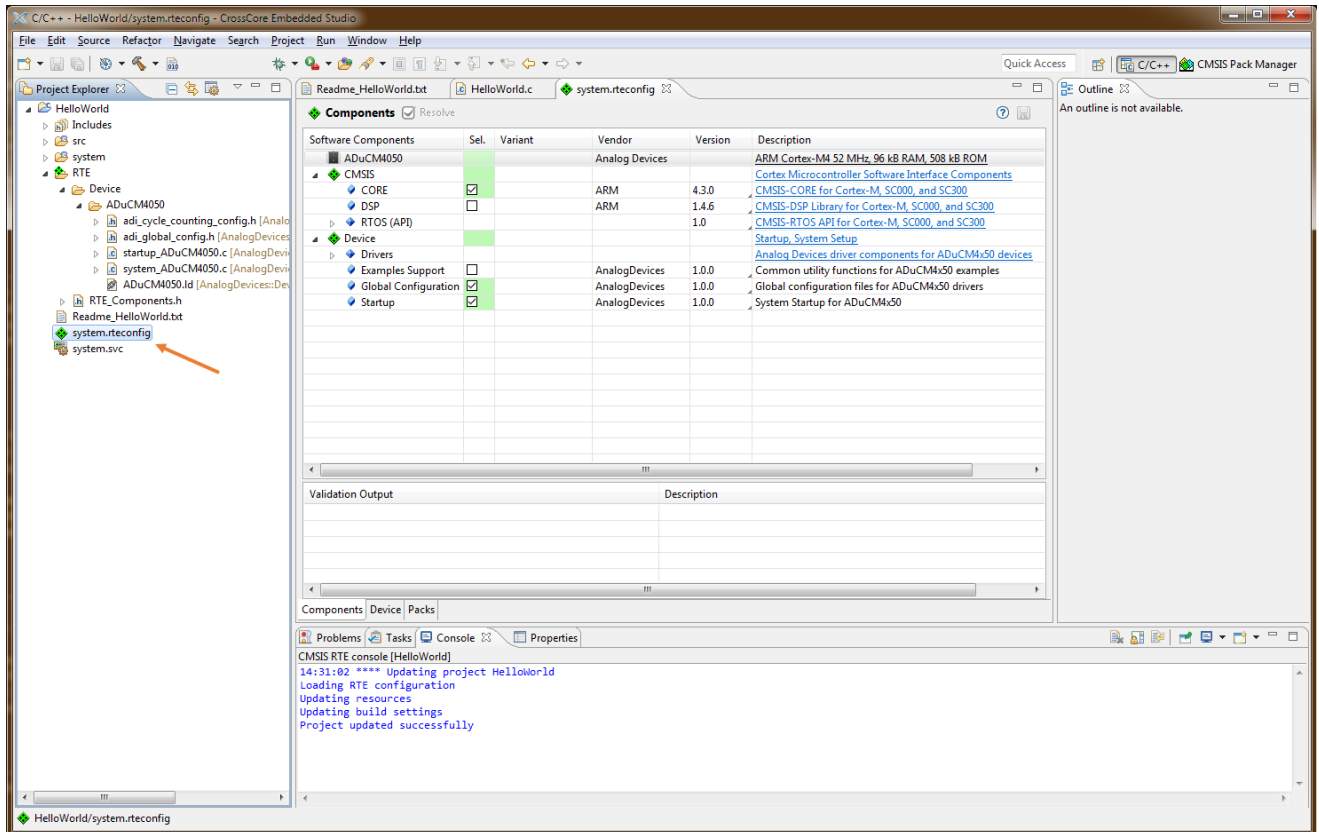 C/C++ - HelloWorld/system.rteconfig - CrossCore Embedded Studio
File Edit Source Refactor Navigate Search Project Run Window Help
Quick Access C/C++ CMSIS Pack Manager
Project Explorer
HelloWorld
Includes
src
system
RTE
Device
ADuCM4050
adi_cycle_counting_config.h [Analo
adi_global_config.h [AnalogDevices
startup_ADuCM4050.c [AnalogDevi
system_ADuCM4050.c [AnalogDevi
ADuCM4050.ld [AnalogDevices::Dev
RTE_Components.h
Readme_HelloWorld.txt
system.rteconfig
system.svc
Readme_HelloWorld.txt HelloWorld.c system.rteconfig
Components Resolve
Software Components Sel. Variant Vendor Version Description
ADuCM4050 Analog Devices ARM Cortex-M4 52 MHz, 96 kB RAM, 508 kB ROM
CMSIS Cortex Microcontroller Software Interface Components
CORE ARM 4.3.0 CMSIS-CORE for Cortex-M, SC000, and SC300
DSP ARM 1.4.6 CMSIS-DSP Library for Cortex-M, SC000, and SC300
RTOS (API) 1.0 CMSIS-RTOS API for Cortex-M, SC000, and SC300
Device Startup, System Setup
Drivers Analog Devices driver components for ADuCM4x50 devices
Examples Support AnalogDevices 1.0.0 Common utility functions for ADuCM4x50 examples
Global Configuration AnalogDevices 1.0.0 Global configuration files for ADuCM4x50 drivers
Startup AnalogDevices 1.0.0 System Startup for ADuCM4x50
Validation Output Description
Components Device Packs
Outline
An outline is not available.
Problems Tasks Console Properties
CMSIS RTE console [HelloWorld]
14:31:02 **** Updating project HelloWorld
Loading RTE configuration
Updating resources
Updating build settings
Project updated successfully
HelloWorld/system.rteconfig